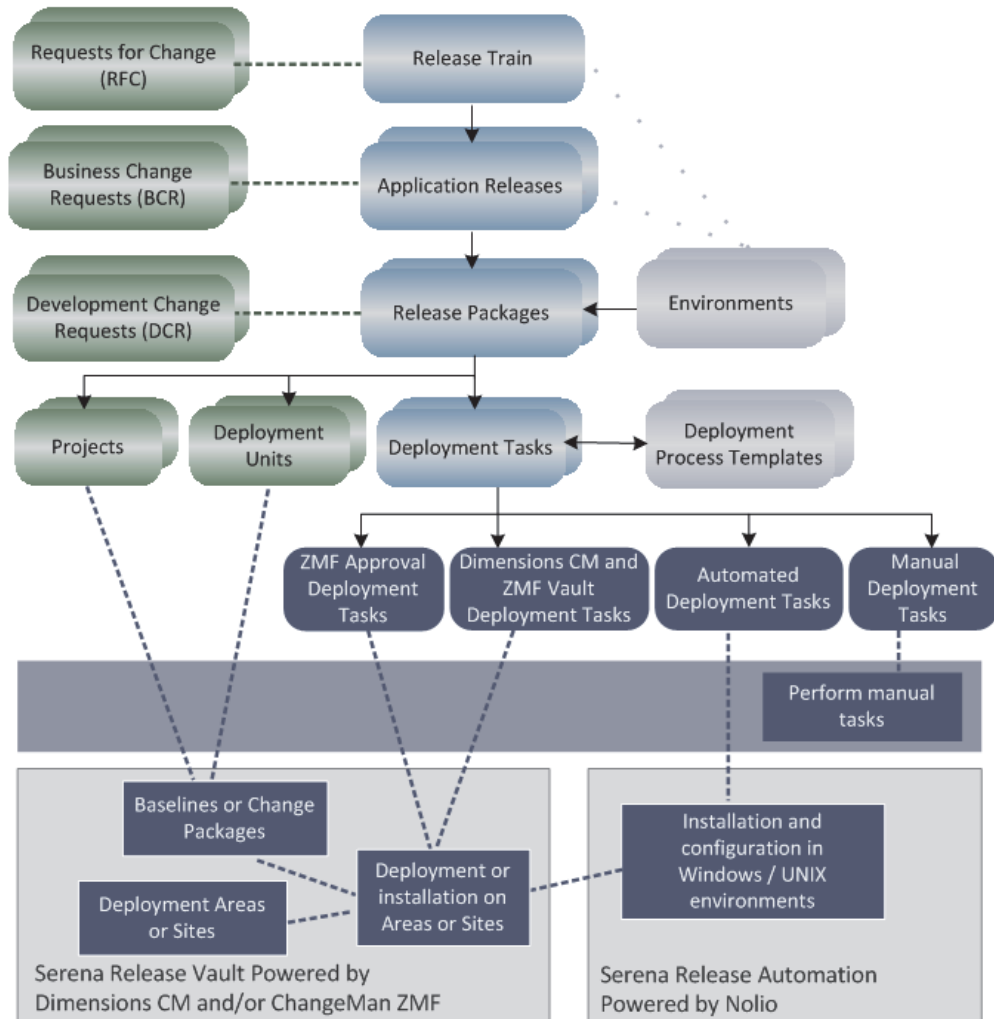 Requests for Change
(RFC)
Release Train
Business Change
Requests (BCR)
Application Releases
Development Change
Requests (DCR)
Release Packages
Environments
Projects
Deployment
Units
Deployment Tasks
Deployment
Process Templates
ZMF Approval
Deployment
Tasks
Dimensions CM and
ZMF Vault
Deployment Tasks
Automated
Deployment Tasks
Manual
Deployment
Tasks
Perform manual
tasks
Baselines or Change
Packages
Deployment Areas
or Sites
Deployment or
installation on
Areas or Sites
Installation and
configuration in
Windows / UNIX
environments
Serena Release Vault Powered by
Dimensions CM and/or ChangeMan ZMF
Serena Release Automation
Powered by Nolio